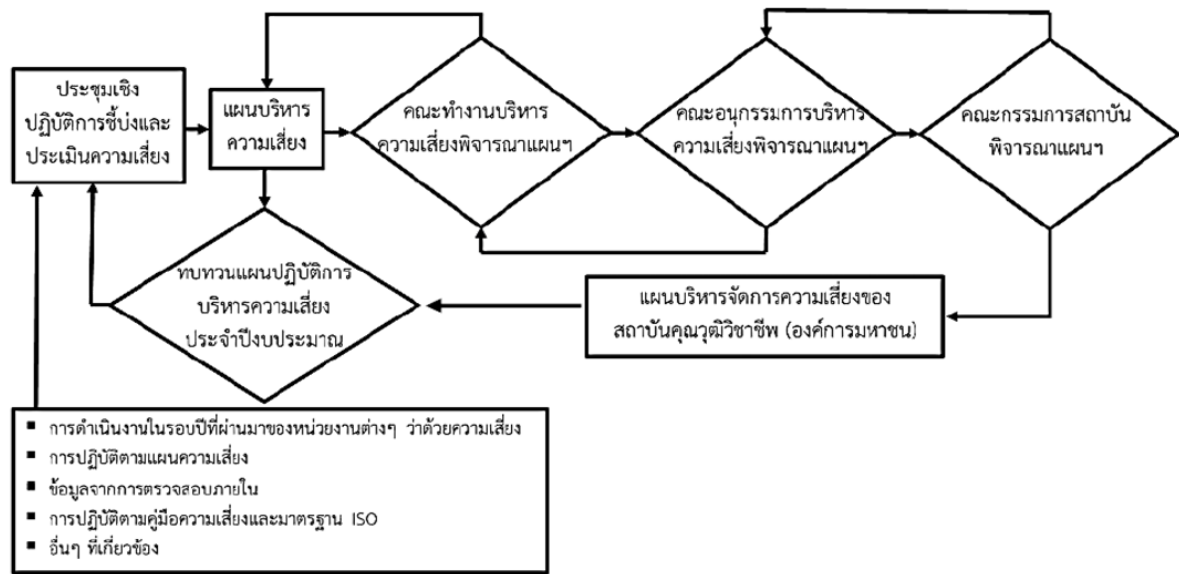 ประชุมเชิง
ปฏิบัติการชี้บ่งและ
ประเมินความเสี่ยง
แผนบริหาร
ความเสี่ยง
คณะทำงานบริหาร
ความเสี่ยงพิจารณาแผนฯ
คณะอนุกรรมการบริหาร
ความเสี่ยงพิจารณาแผนฯ
คณะกรรมการสถาบัน
พิจารณาแผนฯ
ทบทวนแผนปฏิบัติการ
บริหารความเสี่ยง
ประจำปีงบประมาณ
แผนบริหารจัดการความเสี่ยงของ
สถาบันคุณวุฒิวิชาชีพ (องค์การมหาชน)
▪ การดำเนินงานในรอบปีที่ผ่านมาของหน่วยงานต่างๆ ว่าด้วยความเสี่ยง
▪ การปฏิบัติตามแผนความเสี่ยง
▪ ข้อมูลจากการตรวจสอบภายใน
▪ การปฏิบัติตามคู่มือความเสี่ยงและมาตรฐาน ISO
▪ อื่นๆ ที่เกี่ยวข้อง